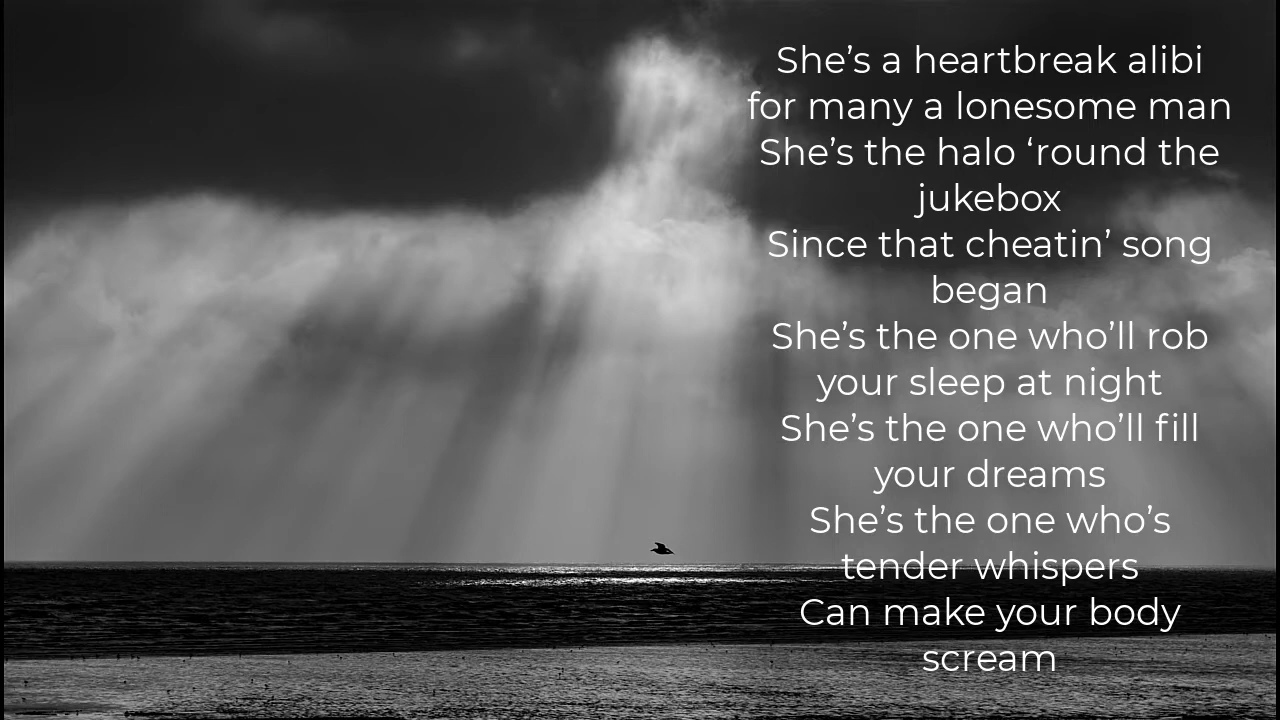 She’s a heartbreak alibi
for many a lonesome man
She’s the halo ‘round the
jukebox
Since that cheatin’ song
began
She’s the one who’ll rob
your sleep at night
She’s the one who’ll fill
your dreams
She’s the one who’s
tender whispers
Can make your body
scream